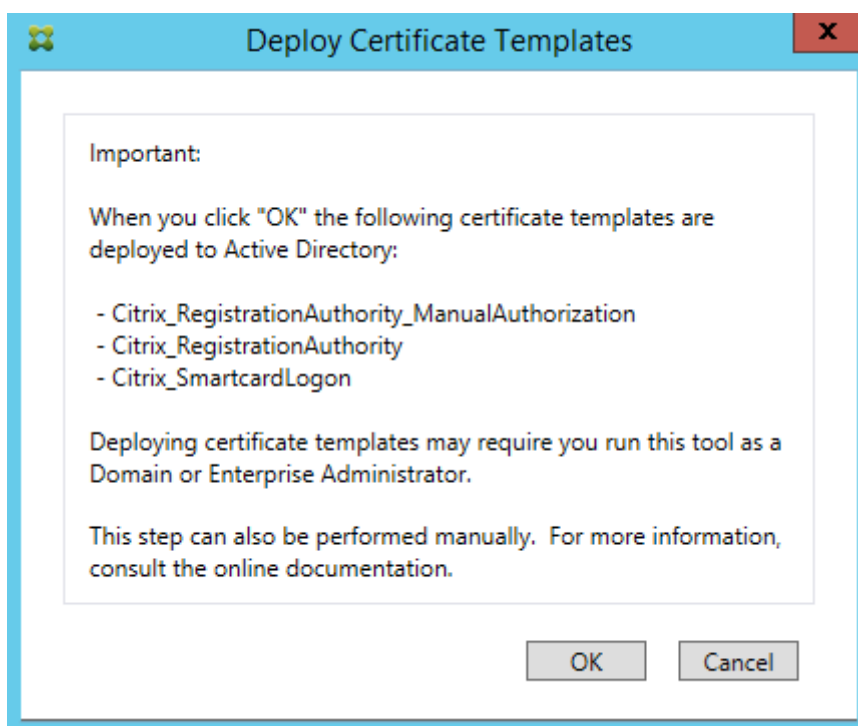 Deploy Certificate Templates
x
Important:
When you click "OK" the following certificate templates are
deployed to Active Directory:
- Citrix_RegistrationAuthority_ManualAuthorization
- Citrix_RegistrationAuthority
- Citrix_SmartcardLogon
Deploying certificate templates may require you run this tool as a
Domain or Enterprise Administrator.
This step can also be performed manually.  For more information,
consult the online documentation.
OK
Cancel